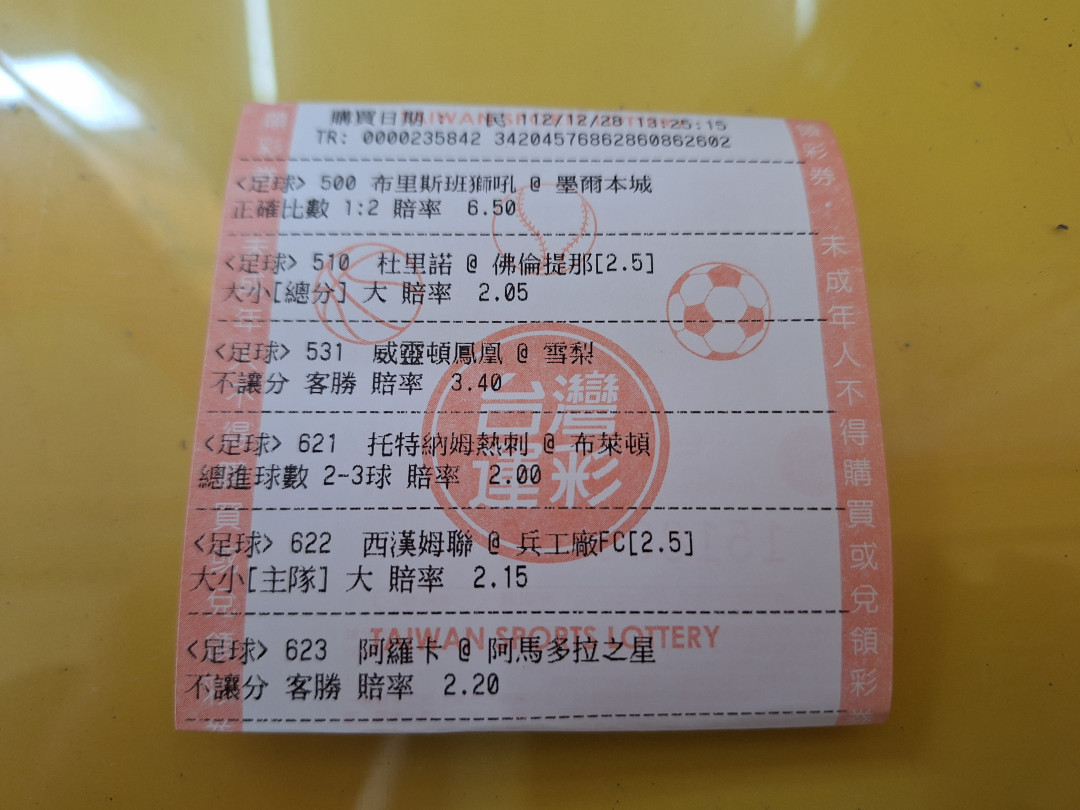 購買日期： 民 112/12/28 13:25:15
TR: 0000235842 34204576862860862602
<足球> 500 布里斯班獅吼 @ 墨爾本城
正確比數 1:2 賠率 6.50
<足球> 510 杜里諾 @ 佛倫提那[2.5]
大小[總分] 大 賠率 2.05
<足球> 531 威靈頓鳳凰 @ 雪梨
不讓分 客勝 賠率 3.40
台灣
運彩
<足球> 621 托特納姆熱刺 @ 布萊頓
總進球數 2-3球 賠率 2.00
<足球> 622 西漢姆聯 @ 兵工廠FC[2.5]
大小[主隊] 大 賠率 2.15
TAIWAN SPORTS LOTTERY
<足球> 623 阿羅卡 @ 阿馬多拉之星
不讓分 客勝 賠率 2.20
彩券．未成年人不得購買或兌領彩